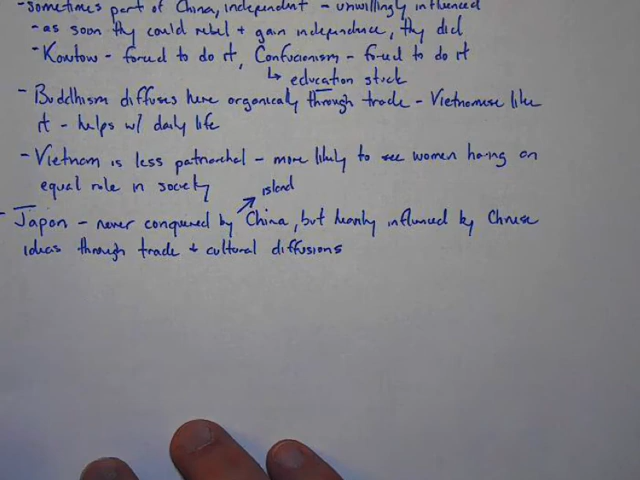 -sometimes part of China, independent - unwillingly influenced
-as soon thy could rebel + gain independence, thy did
-Kowtow - forced to do it, Confucionism - forced to do it
↳ education stuck
-Buddhism diffuses here organically through trade - Vietnamese like
it - helps w/ daily life
-Vietnam is less patriarchal - more likely to see women having an
equal role in society
island
- Japan - never conquered by China, but heavily influenced by Chinese
ideas through trade + cultural diffusions